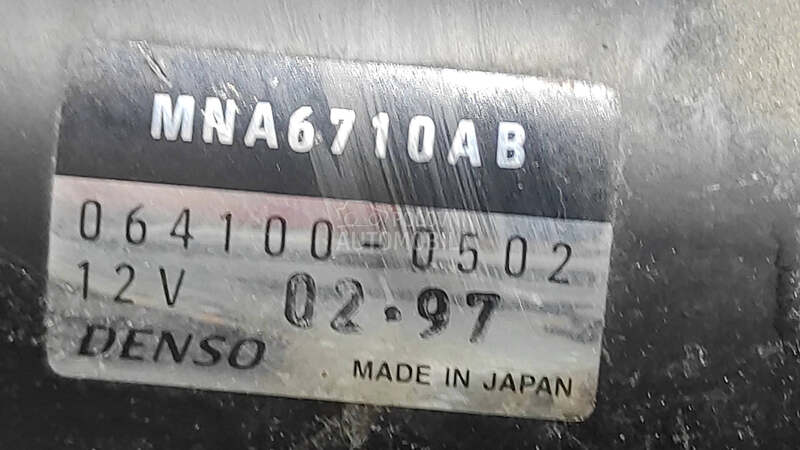 MNA6710AB
064100-0502
12V 02•97
DENSO
MADE IN JAPAN